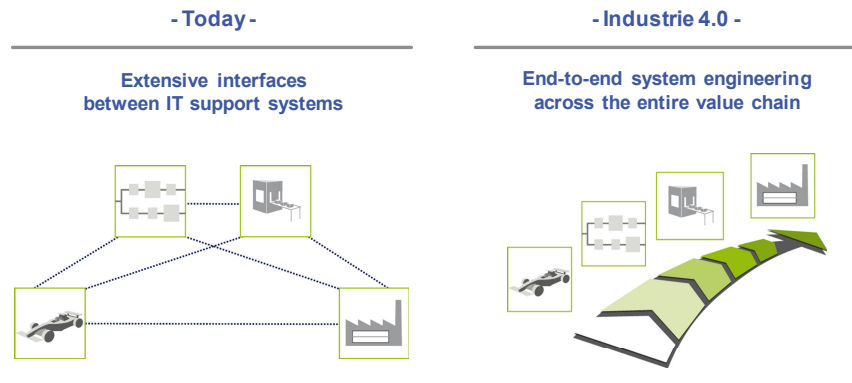 - Today -
Extensive interfaces
between IT support systems
- Industrie 4.0 -
End-to-end system engineering
across the entire value chain